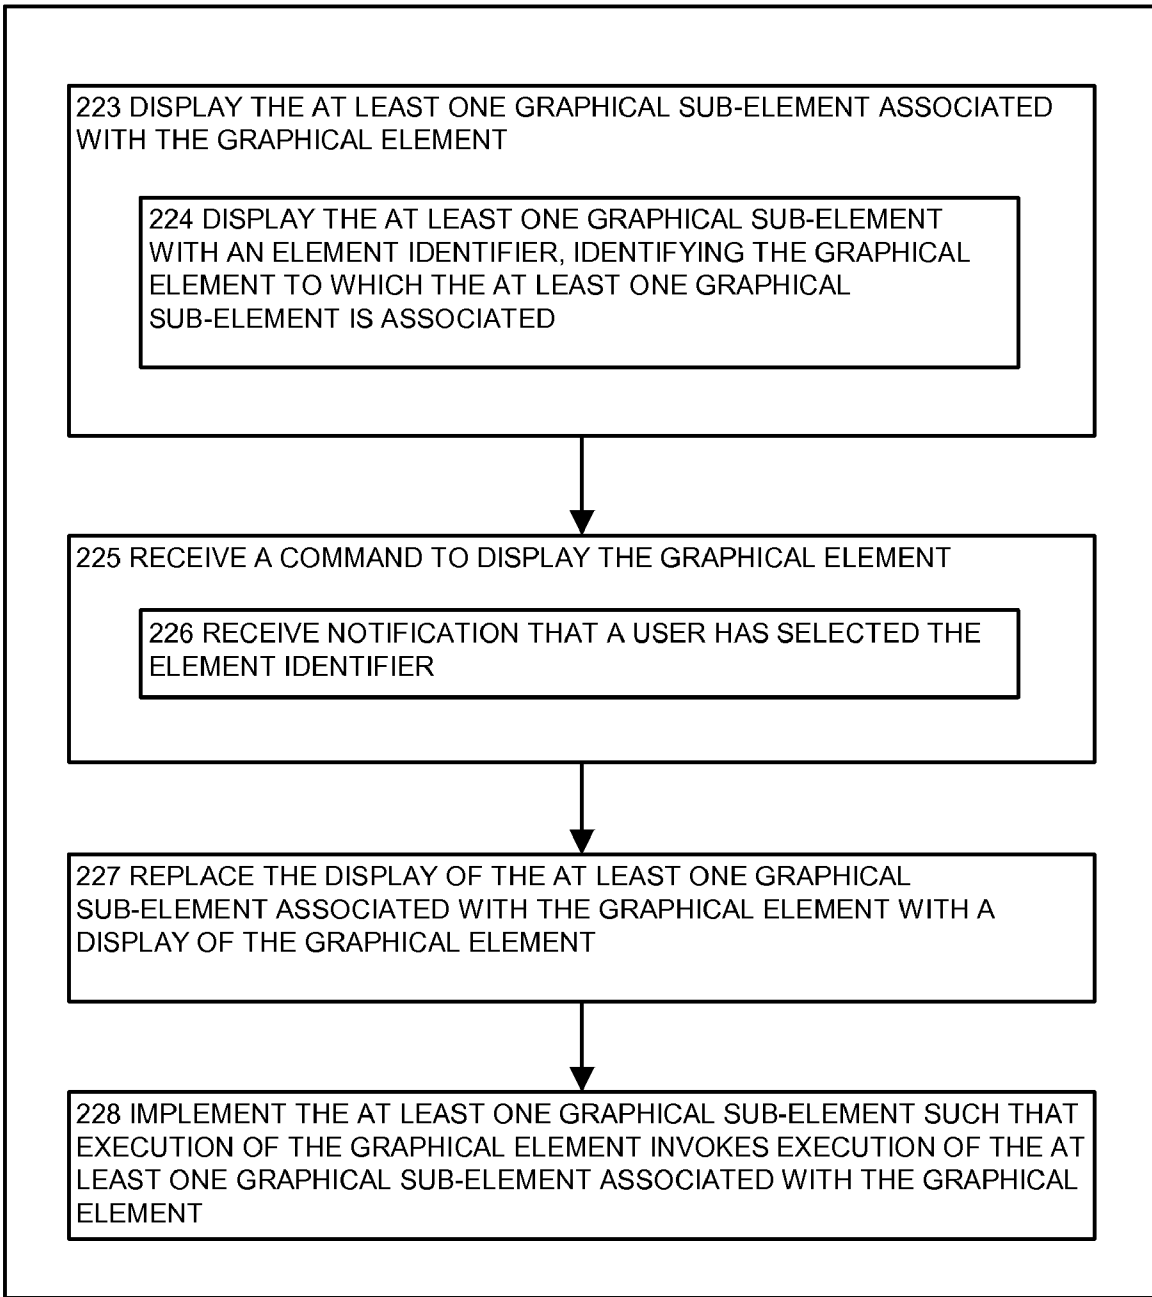 223 DISPLAY THE AT LEAST ONE GRAPHICAL SUB-ELEMENT ASSOCIATED
WITH THE GRAPHICAL ELEMENT
224 DISPLAY THE AT LEAST ONE GRAPHICAL SUB-ELEMENT
WITH AN ELEMENT IDENTIFIER, IDENTIFYING THE GRAPHICAL
ELEMENT TO WHICH THE AT LEAST ONE GRAPHICAL
SUB-ELEMENT IS ASSOCIATED
225 RECEIVE A COMMAND TO DISPLAY THE GRAPHICAL ELEMENT
226 RECEIVE NOTIFICATION THAT A USER HAS SELECTED THE
ELEMENT IDENTIFIER
227 REPLACE THE DISPLAY OF THE AT LEAST ONE GRAPHICAL
SUB-ELEMENT ASSOCIATED WITH THE GRAPHICAL ELEMENT WITH A
DISPLAY OF THE GRAPHICAL ELEMENT
228 IMPLEMENT THE AT LEAST ONE GRAPHICAL SUB-ELEMENT SUCH THAT
EXECUTION OF THE GRAPHICAL ELEMENT INVOKES EXECUTION OF THE AT
LEAST ONE GRAPHICAL SUB-ELEMENT ASSOCIATED WITH THE GRAPHICAL
ELEMENT